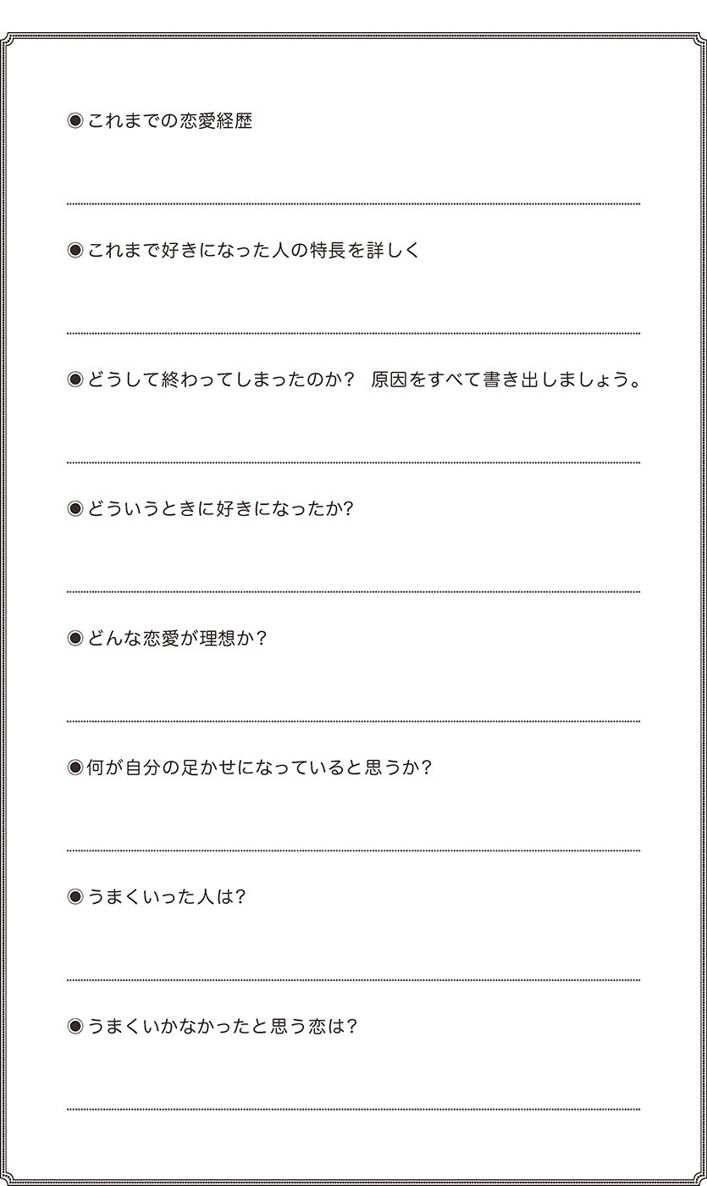 ◉これまでの恋愛経歴
◉これまで好きになった人の特長を詳しく
◉どうして終わってしまったのか？　原因をすべて書き出しましょう。
◉どういうときに好きになったか？
◉どんな恋愛が理想か？
◉何が自分の足かせになっていると思うか？
◉うまくいった人は？
◉うまくいかなかったと思う恋は？